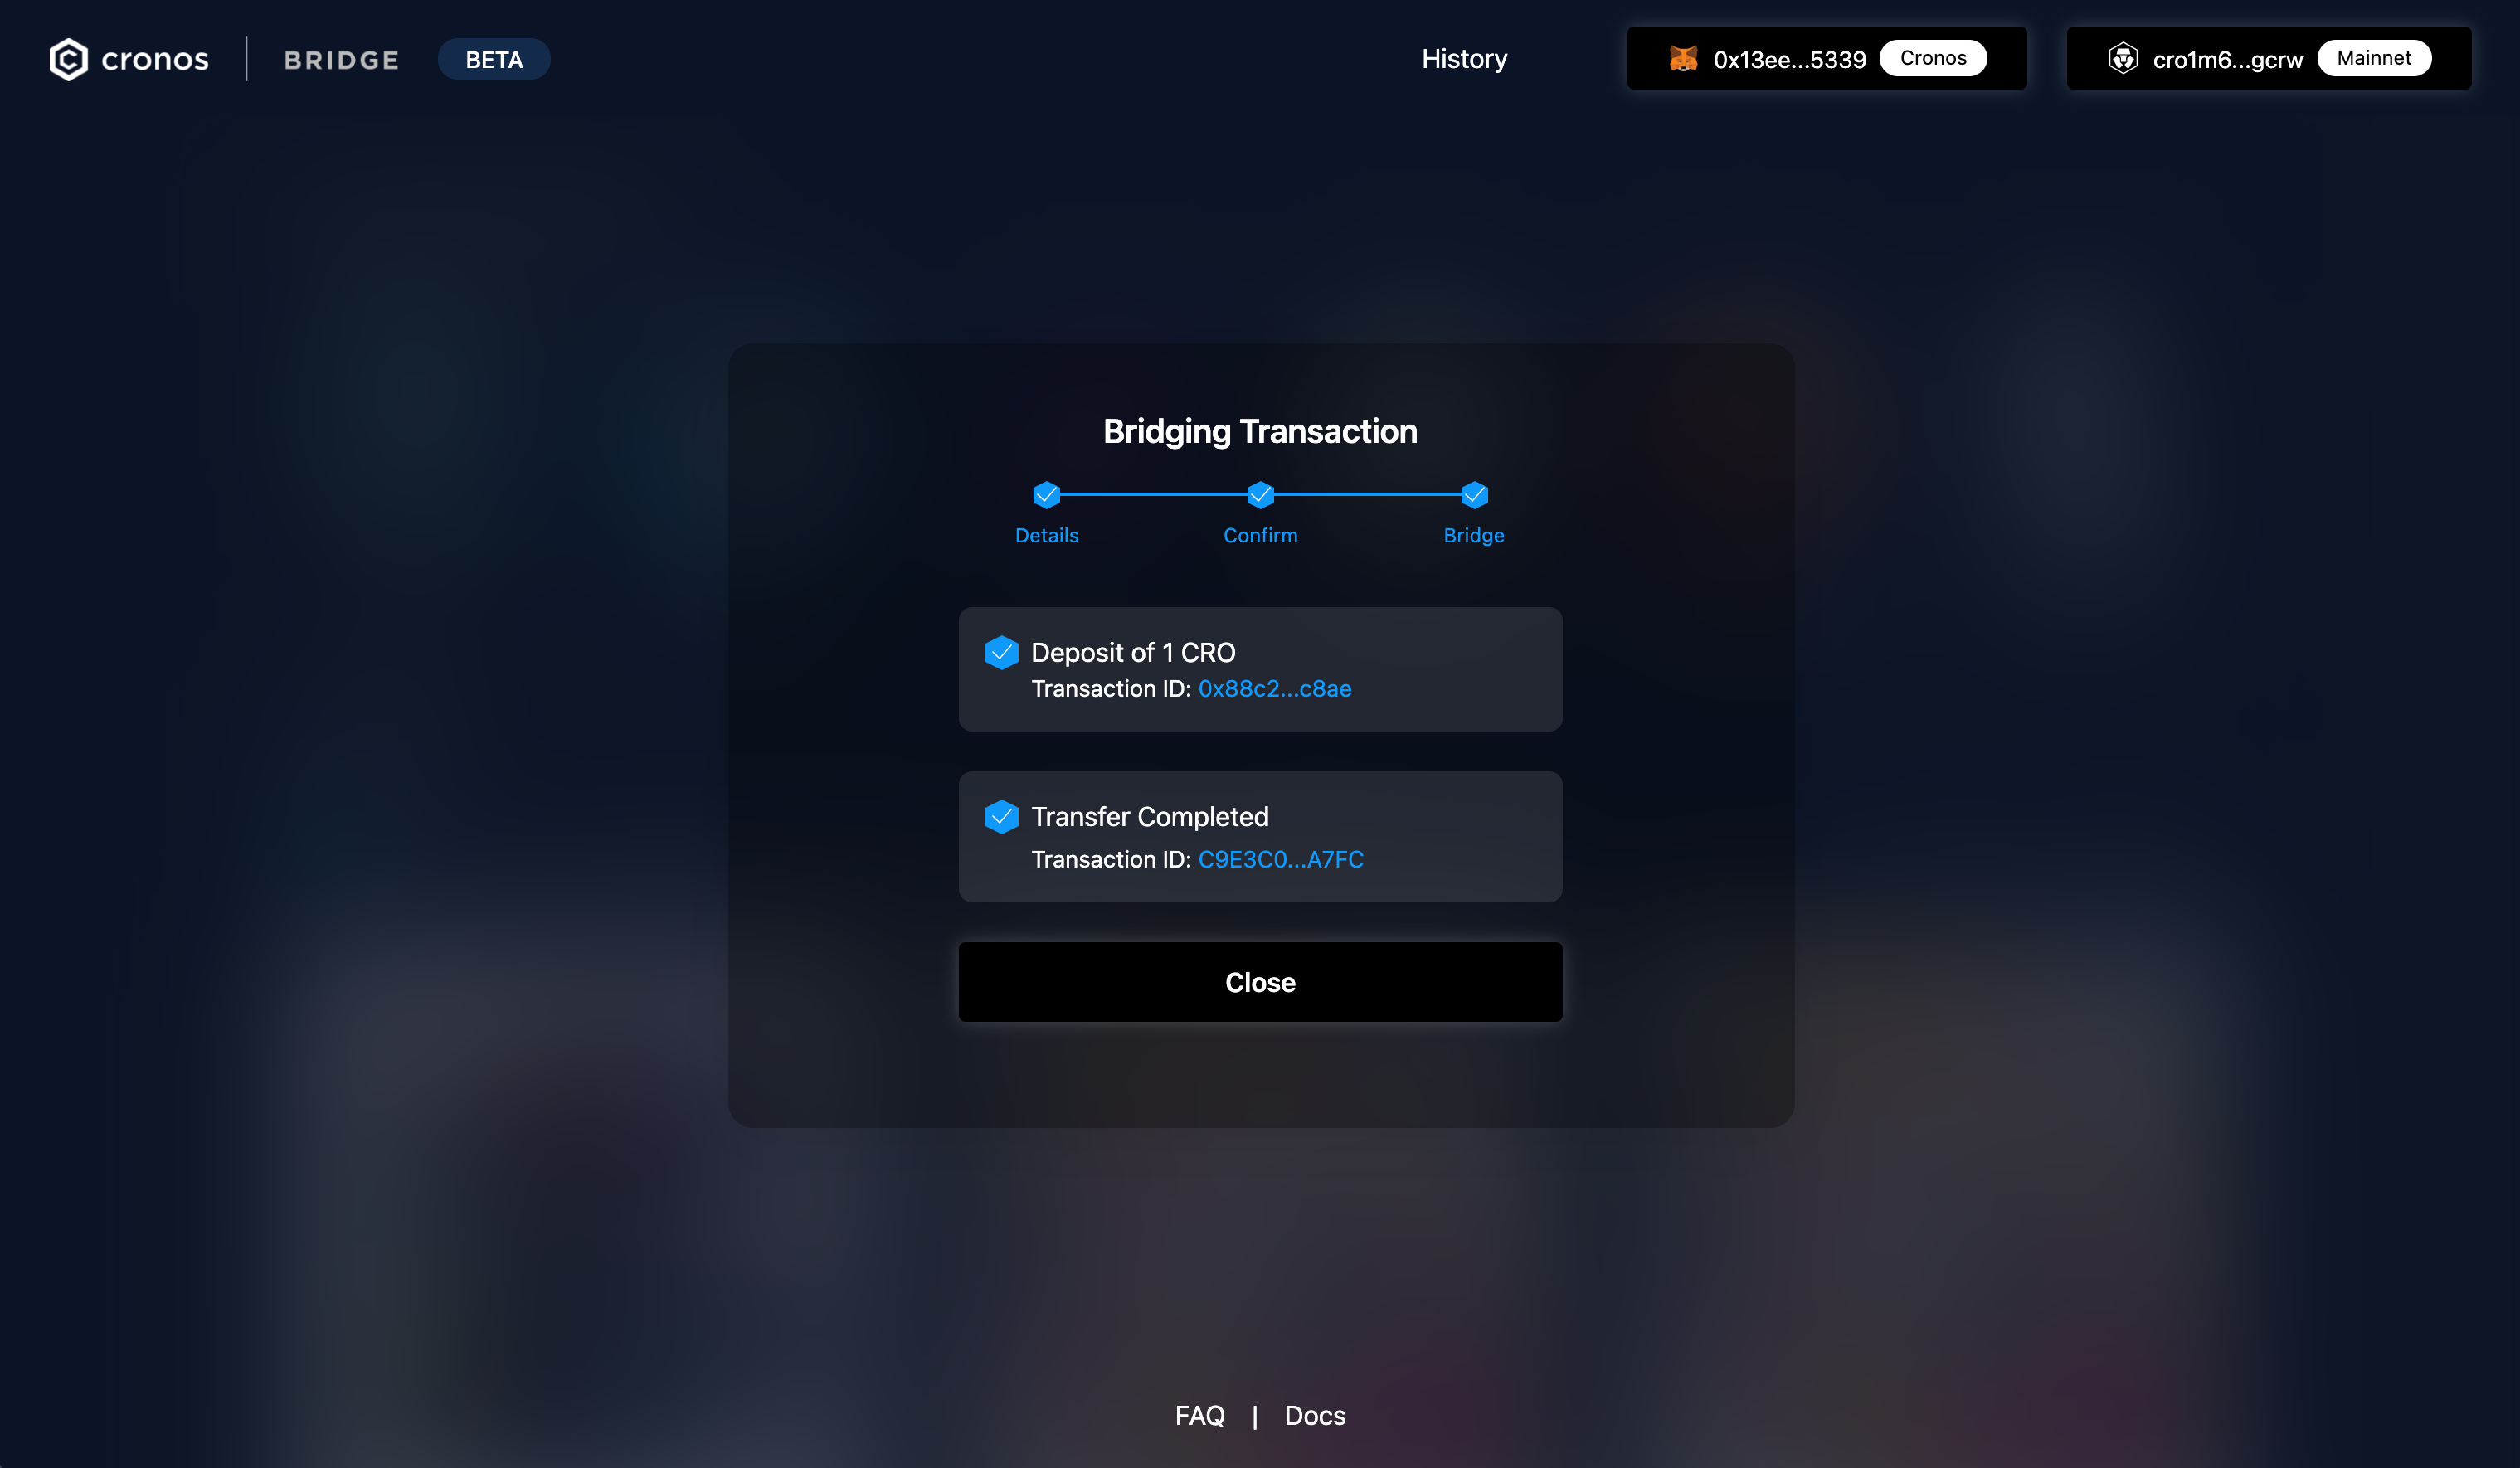 cronos | BRIDGE BETA History 0x13ee...5339 Cronos cro1m6...gcrw Mainnet
Bridging Transaction
Details Confirm Bridge
Deposit of 1 CRO
Transaction ID: 0x88c2...c8ae
Transfer Completed
Transaction ID: C9E3C0...A7FC
Close
FAQ | Docs